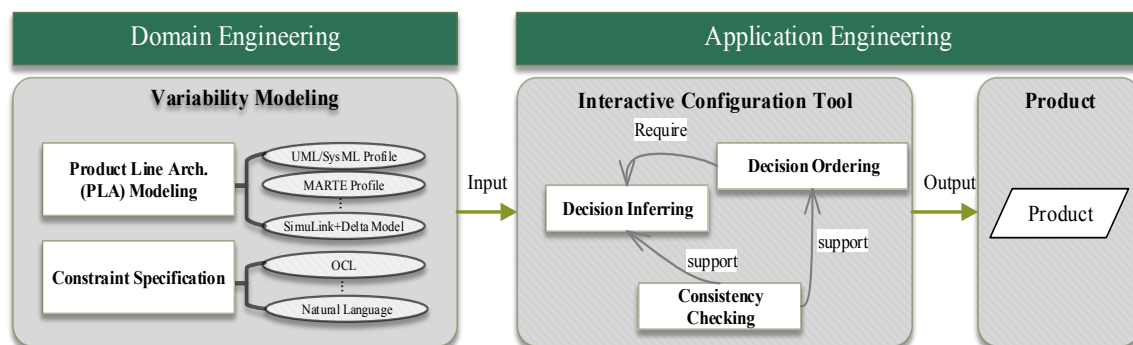 Domain Engineering
Application Engineering
Variability Modeling
Product Line Arch.
(PLA) Modeling
UML/SysML Profile
MARTE Profile
SimuLink+Delta Model
Constraint Specification
OCL
Natural Language
Input
Interactive Configuration Tool
Require
Decision Ordering
Decision Inferring
support
support
Consistency
Checking
Output
Product
Product